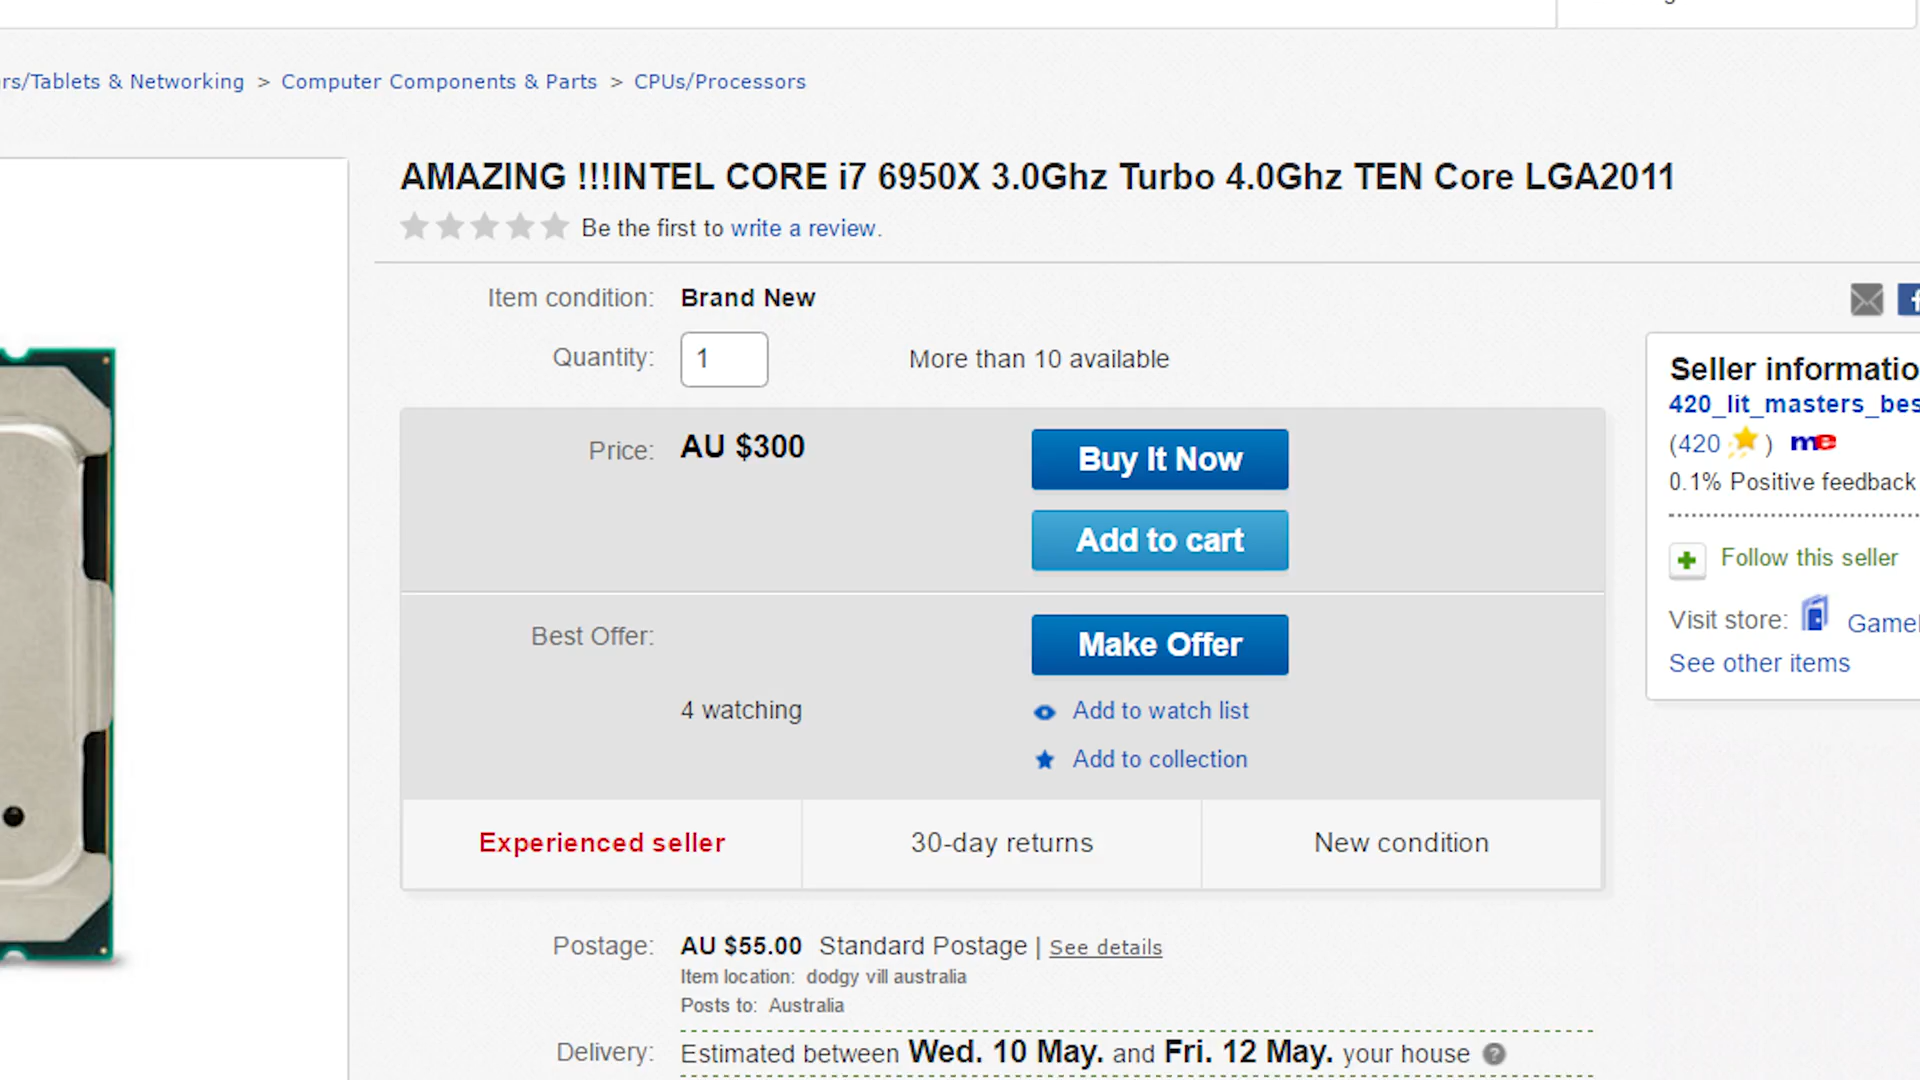 rs/Tablets & Networking > Computer Components & Parts > CPUs/Processors
AMAZING !!!INTEL CORE i7 6950X 3.0Ghz Turbo 4.0Ghz TEN Core LGA2011
Be the first to write a review.
Item condition: Brand New
Quantity: 1 More than 10 available
Price: AU $300
Buy It Now
Add to cart
Best Offer:
Make Offer
4 watching
Add to watch list
Add to collection
Experienced seller
30-day returns
New condition
Postage: AU $55.00 Standard Postage | See details
Item location: dodgy vill australia
Posts to: Australia
Delivery: Estimated between Wed. 10 May. and Fri. 12 May. your house ?
Seller informatio
420_lit_masters_bes
(420 ) me
0.1% Positive feedback
Follow this seller
Visit store: Game
See other items